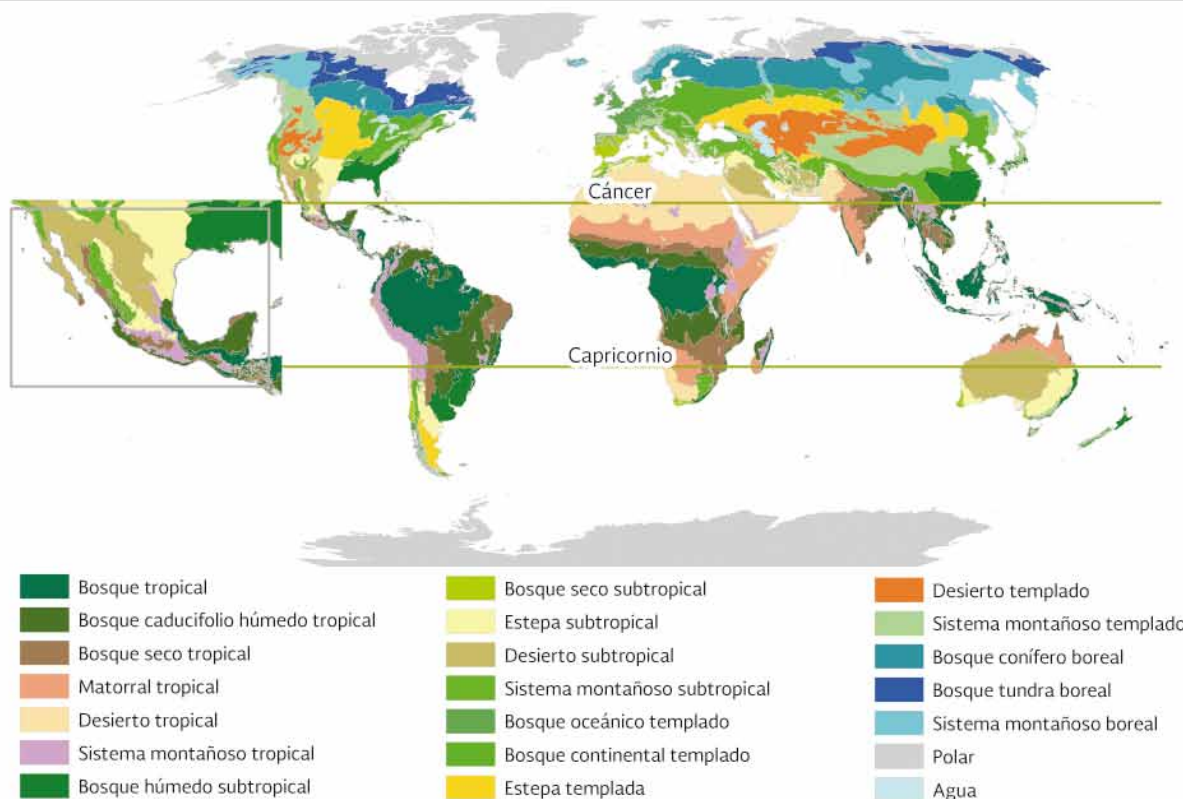 Cáncer
Capricornio
Bosque tropical
Bosque caducifolio húmedo tropical
Bosque seco tropical
Matorral tropical
Desierto tropical
Sistema montañoso tropical
Bosque húmedo subtropical
Bosque seco subtropical
Estepa subtropical
Desierto subtropical
Sistema montañoso subtropical
Bosque oceánico templado
Bosque continental templado
Estepa templada
Desierto templado
Sistema montañoso templado
Bosque conífero boreal
Bosque tundra boreal
Sistema montañoso boreal
Polar
Agua